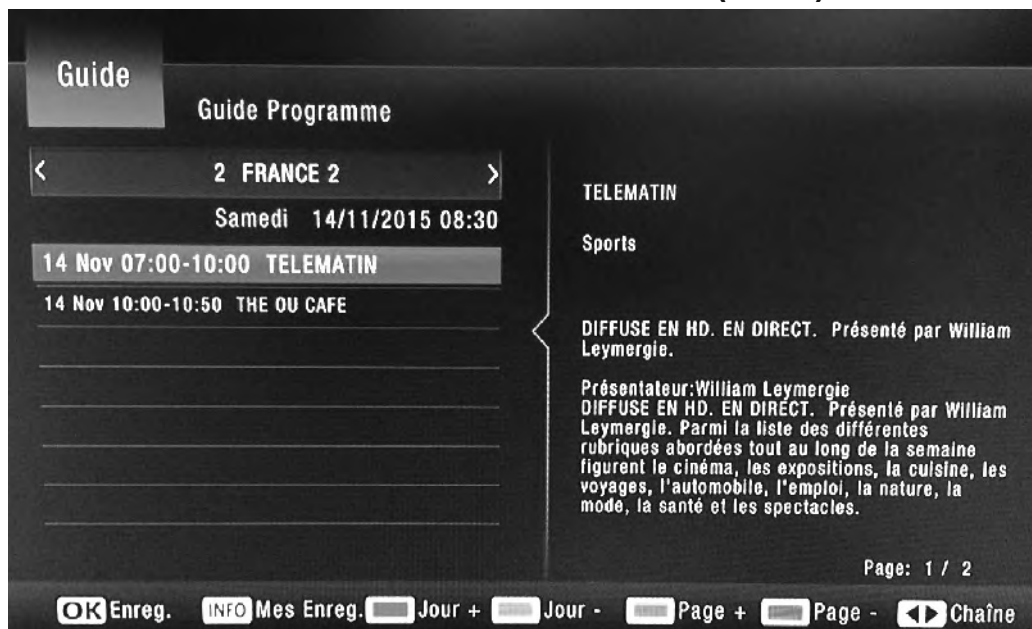 Guide
Guide Programme
< 2 FRANCE 2 >
Samedi 14/11/2015 08:30
14 Nov 07:00-10:00 TELEMATIN
14 Nov 10:00-10:50 THE OU CAFE
TELEMATIN
Sports
DIFFUSE EN HD. EN DIRECT. Présenté par William
Leymergie.
Présentateur:William Leymergie
DIFFUSE EN HD. EN DIRECT. Présenté par William
Leymergie. Parmi la liste des différentes
rubriques abordées tout au long de la semaine
figurent le cinéma, les expositions, la cuisine, les
voyages, l'automobile, l'emploi, la nature, la
mode, la santé et les spectacles.
Page: 1 / 2
OK Enreg. INFO Mes Enreg. Jour + Jour - Page + Page - Chaîne